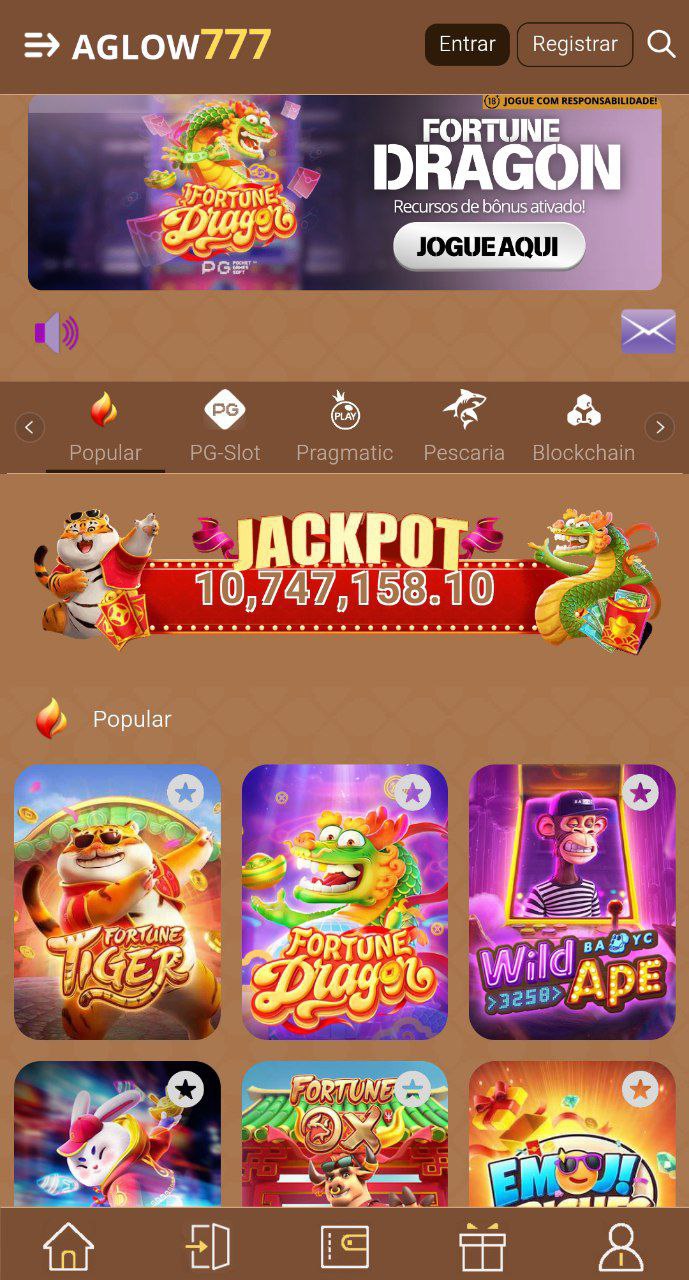 AGLOW777
Entrar
Registrar
18 JOGUE COM RESPONSABILIDADE!
FORTUNE
DRAGON
Recursos de bônus ativado!
JOGUE AQUI
FORTUNE
Dragon
PG POCKET GAMES SOFT
PG
PLAY
Popular
PG-Slot
Pragmatic
Pescaria
Blockchain
JACKPOT
10,747,158.10
Popular
FORTUNE
TIGER
FORTUNE
Dragon
BAYC
Wild
>3258>
APE
FORTUNE
OX
EMOJI